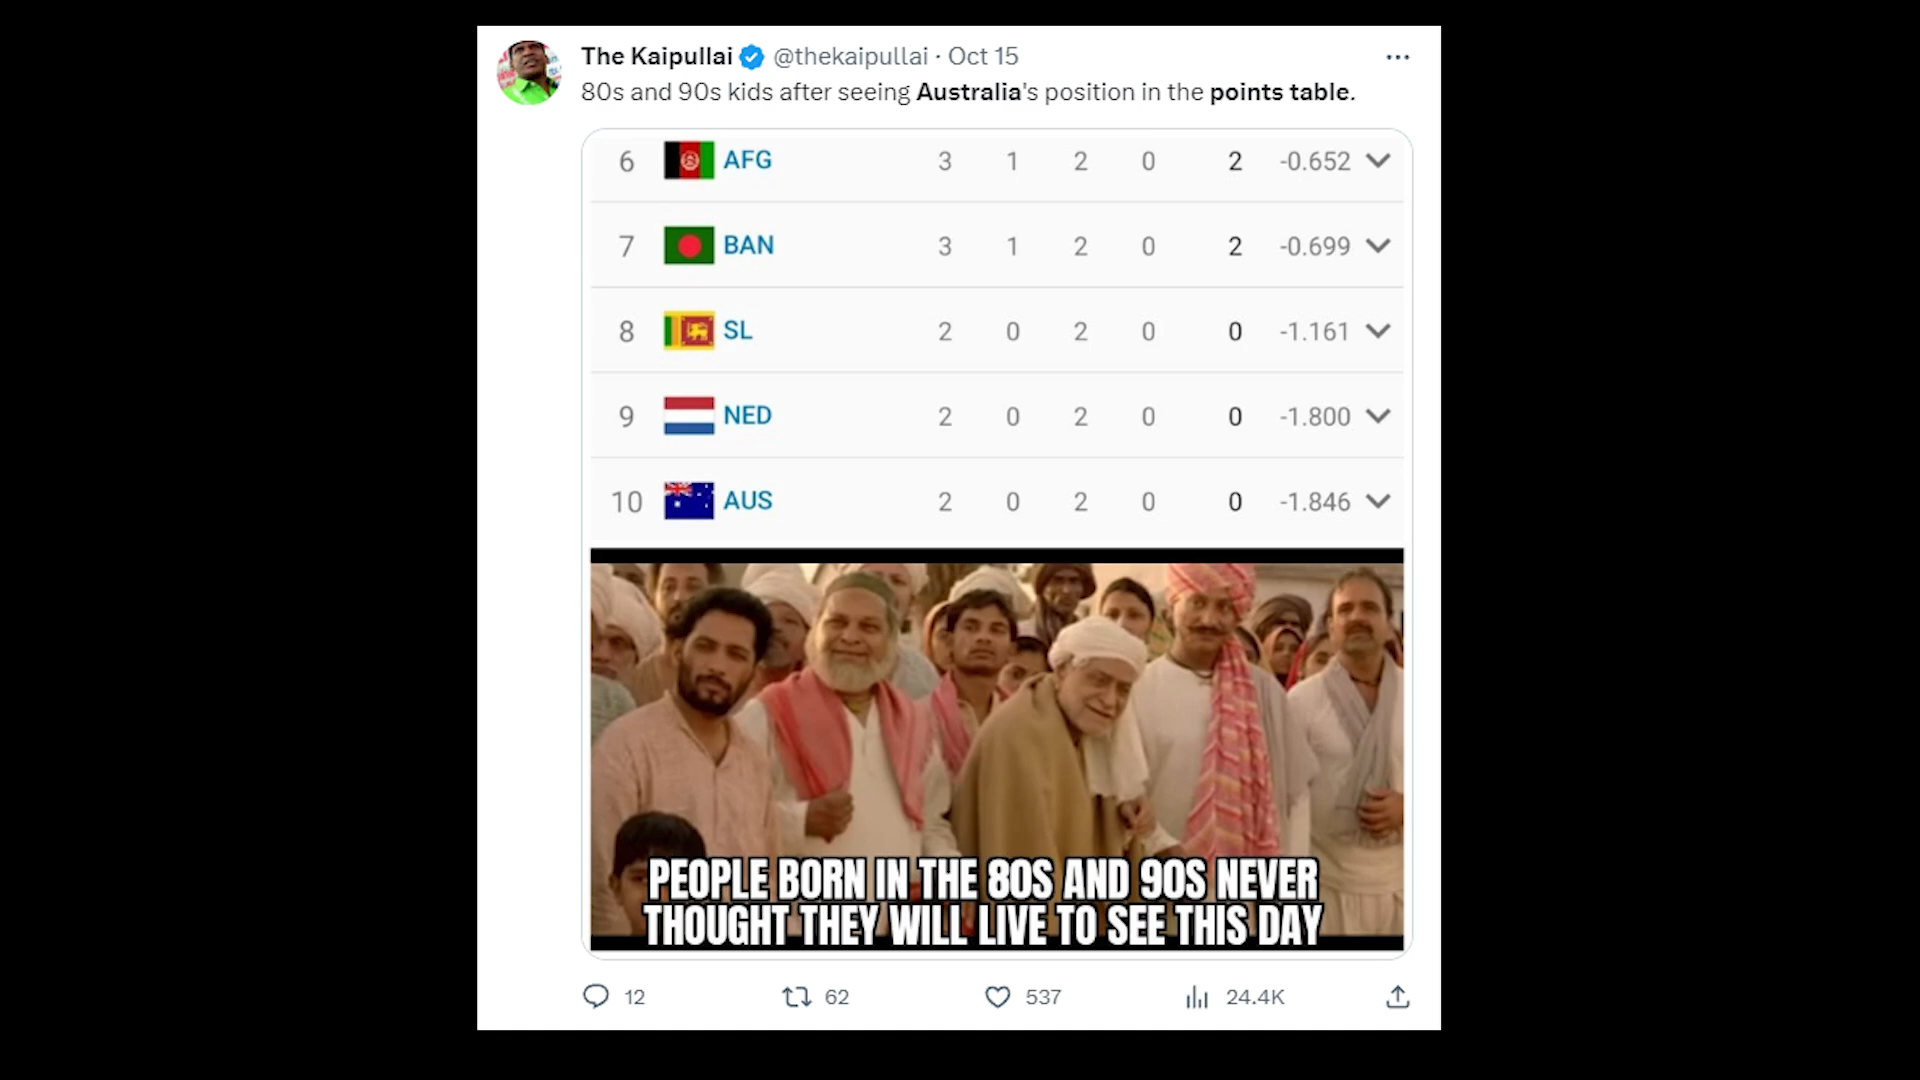 The Kaipullai @thekaipullai · Oct 15
80s and 90s kids after seeing Australia's position in the points table.
6 AFG 3 1 2 0 2 -0.652
7 BAN 3 1 2 0 2 -0.699
8 SL 2 0 2 0 0 -1.161
9 NED 2 0 2 0 0 -1.800
10 AUS 2 0 2 0 0 -1.846
PEOPLE BORN IN THE 80S AND 90S NEVER
THOUGHT THEY WILL LIVE TO SEE THIS DAY
12 62 537 24.4K